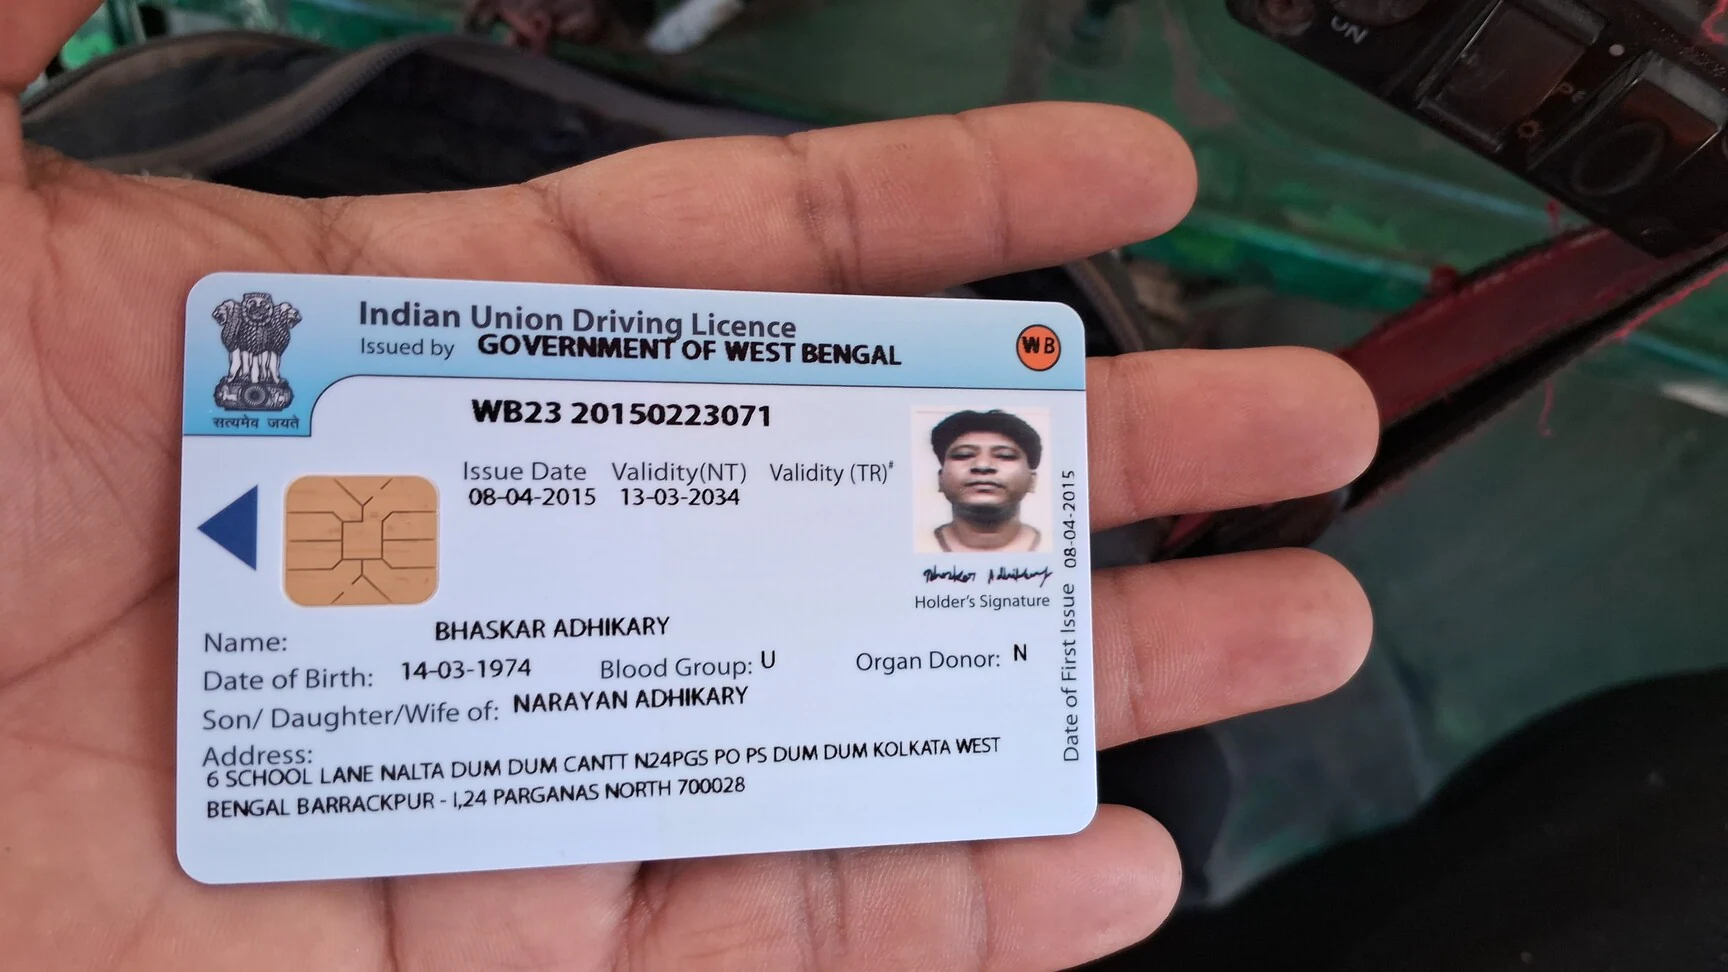 Indian Union Driving Licence
Issued by GOVERNMENT OF WEST BENGAL
WB
सत्यमेव जयते
WB23 20150223071
Issue Date Validity(NT) Validity (TR)#
08-04-2015 13-03-2034
Bhaskar Adhikary
Holder's Signature
Date of First Issue 08-04-2015
Name: BHASKAR ADHIKARY
Date of Birth: 14-03-1974 Blood Group: U Organ Donor: N
Son/ Daughter/Wife of: NARAYAN ADHIKARY
Address:
6 SCHOOL LANE NALTA DUM DUM CANTT N24PGS PO PS DUM DUM KOLKATA WEST
BENGAL BARRACKPUR - I,24 PARGANAS NORTH 700028
ON